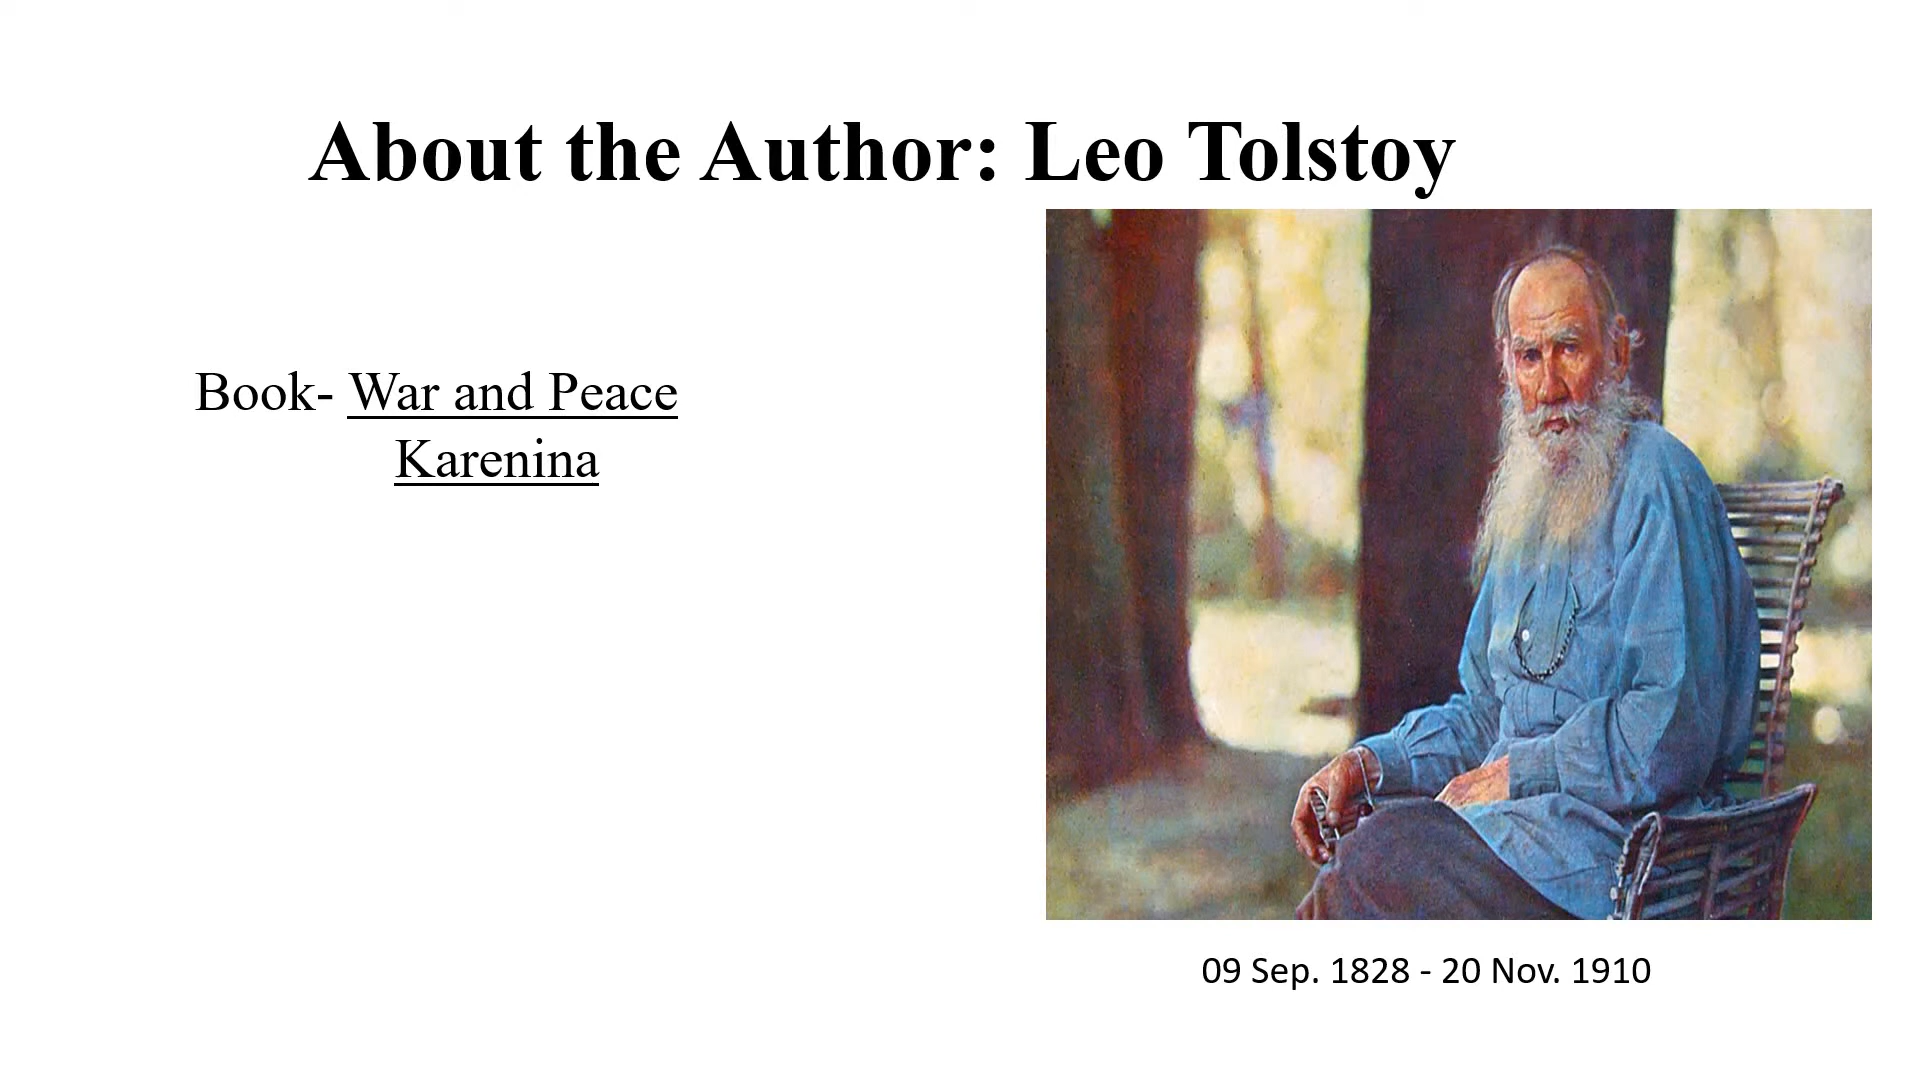 About the Author: Leo Tolstoy
Book- War and Peace
Karenina
09 Sep. 1828 - 20 Nov. 1910